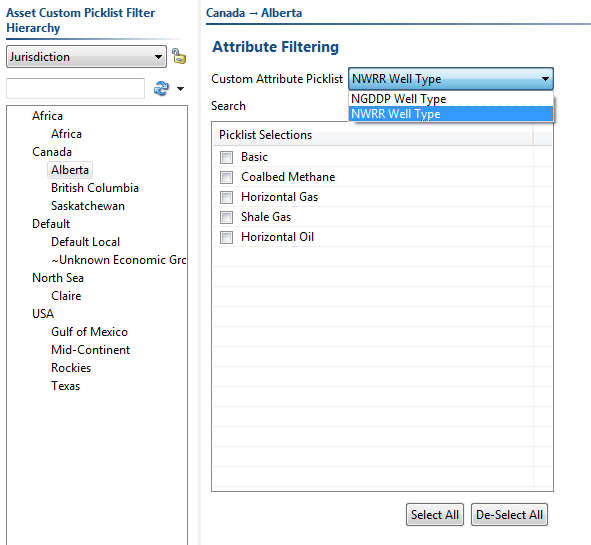 Asset Custom Picklist Filter
Hierarchy
Jurisdiction
Africa
Africa
Canada
Alberta
British Columbia
Saskatchewan
Default
Default Local
~Unknown Economic Gro
North Sea
Claire
USA
Gulf of Mexico
Mid-Continent
Rockies
Texas
Canada → Alberta
Attribute Filtering
Custom Attribute Picklist NWRR Well Type
NGDDP Well Type
NWRR Well Type
Search
Picklist Selections
Basic
Coalbed Methane
Horizontal Gas
Shale Gas
Horizontal Oil
Select All De-Select All